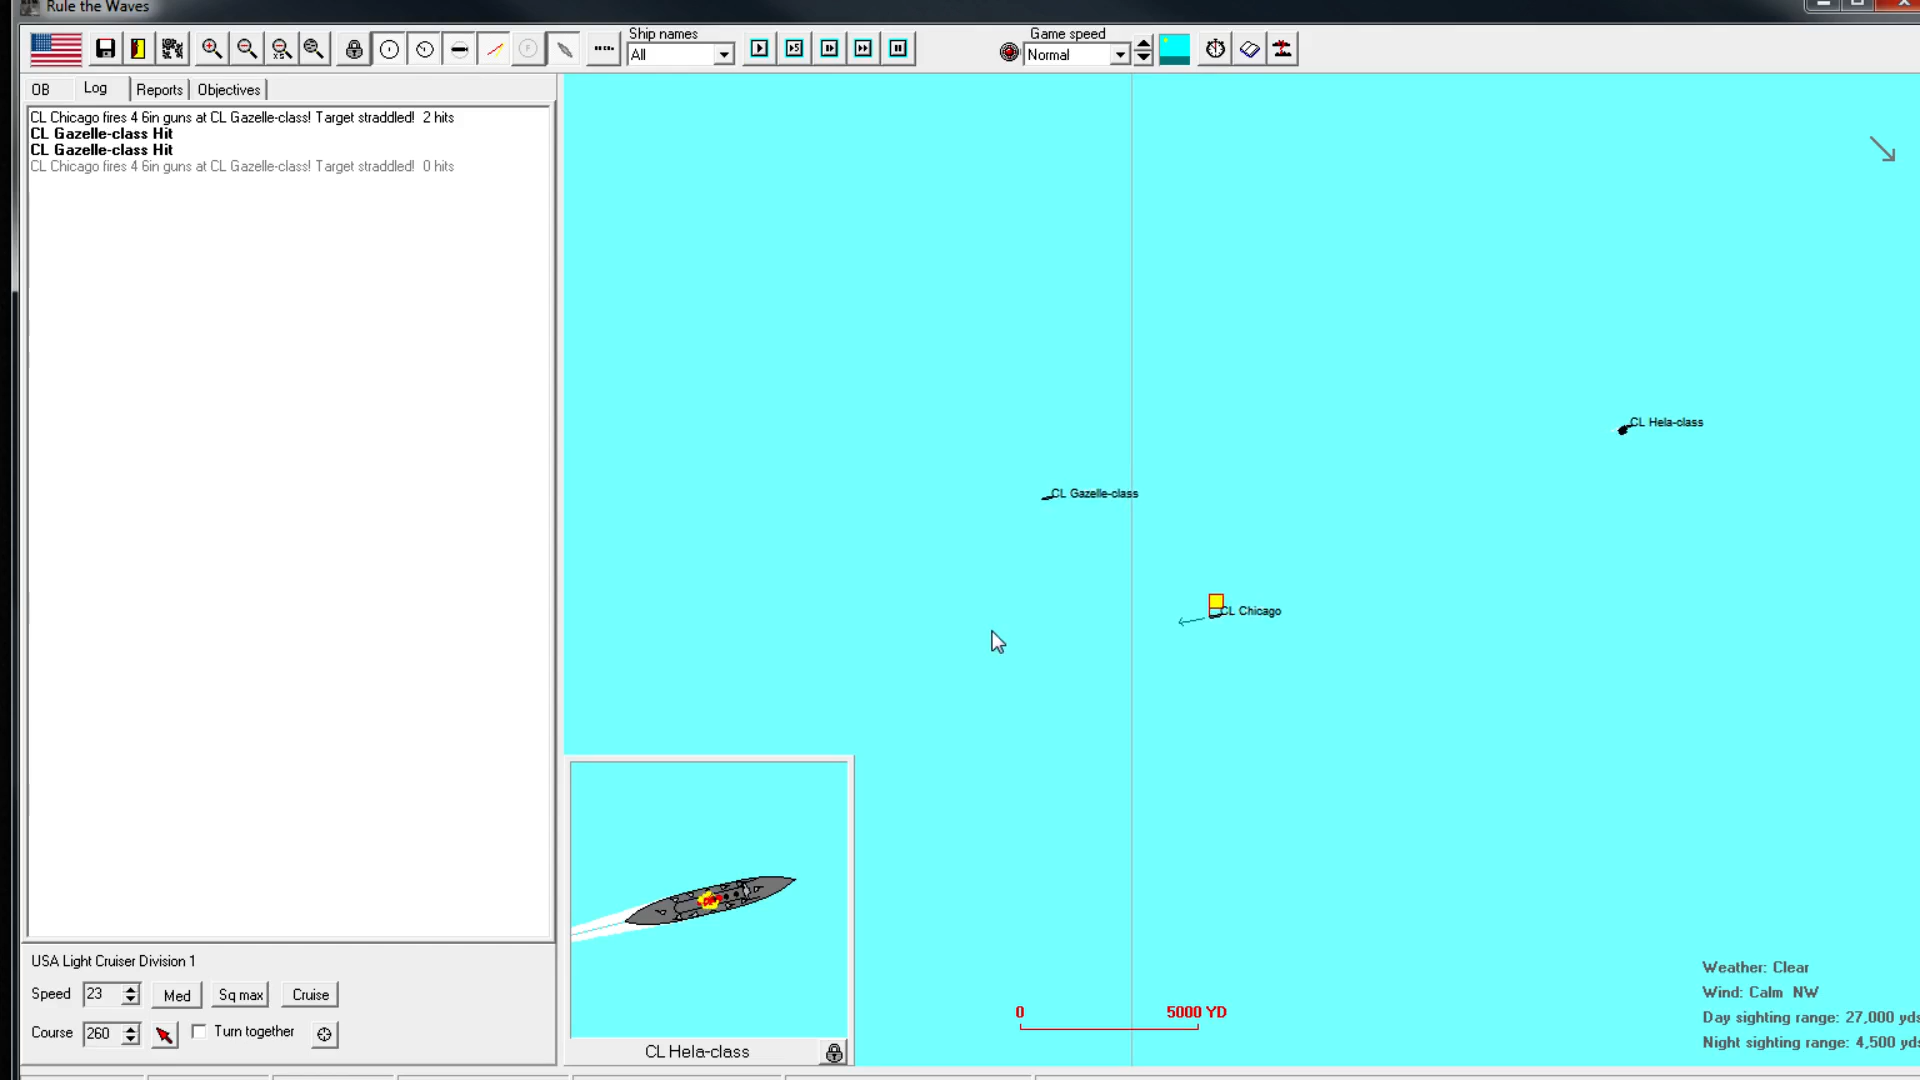 Rule the Waves
Ship names
All
Game speed
Normal
OB
Log
Reports
Objectives
CL Chicago fires 4 6in guns at CL Gazelle-class! Target straddled!  2 hits
CL Gazelle-class Hit
CL Gazelle-class Hit
CL Chicago fires 4 6in guns at CL Gazelle-class! Target straddled!  0 hits
CL Hela-class
CL Gazelle-class
CL Chicago
USA Light Cruiser Division 1
Speed 23 Med Sq max Cruise
Course 260 Turn together
CL Hela-class
0 5000 YD
Weather: Clear
Wind: Calm  NW
Day sighting range: 27,000 yds
Night sighting range: 4,500 yds